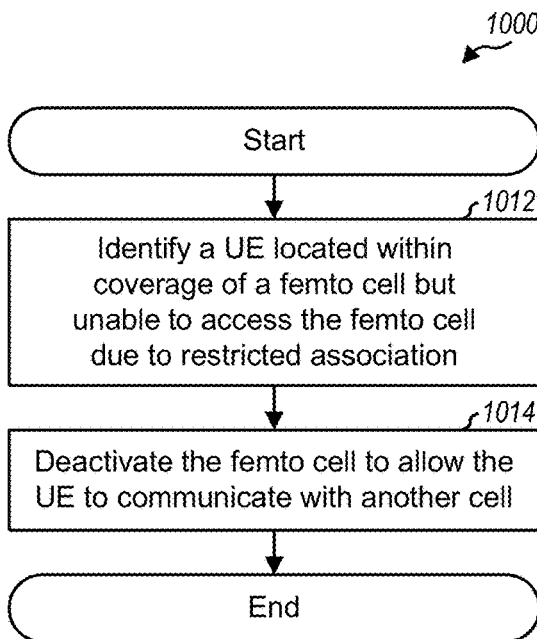 1000
Start
1012
Identify a UE located within
coverage of a femto cell but
unable to access the femto cell
due to restricted association
1014
Deactivate the femto cell to allow the
UE to communicate with another cell
End